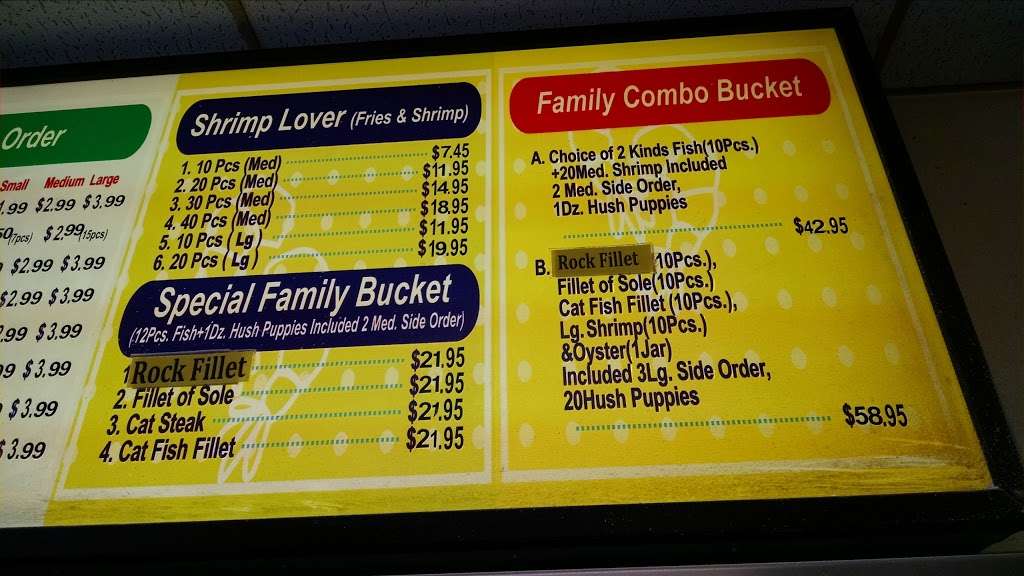 Order
Small Medium Large
1.99 $2.99 $3.99
(7pcs) $2.99 (15pcs)
$2.99 $3.99
$2.99 $3.99
.99 $3.99
$3.99
$3.99
$3.99
Shrimp Lover (Fries & Shrimp)
1. 10 Pcs (Med) $7.45
2. 20 Pcs (Med) $11.95
3. 30 Pcs (Med) $14.95
4. 40 Pcs (Med) $18.95
5. 10 Pcs (Lg) $11.95
6. 20 Pcs (Lg) $19.95
Special Family Bucket
(12Pcs. Fish+1Dz. Hush Puppies Included 2 Med. Side Order)
1 Rock Fillet $21.95
2. Fillet of Sole $21.95
3. Cat Steak $21.95
4. Cat Fish Fillet $21.95
Family Combo Bucket
A. Choice of 2 Kinds Fish(10Pcs.)
+20Med. Shrimp Included
2 Med. Side Order,
1Dz. Hush Puppies
$42.95
B. Rock Fillet (10Pcs.),
Fillet of Sole(10Pcs.)
Cat Fish Fillet (10Pcs.),
Lg.Shrimp(10Pcs.)
&Oyster(1Jar)
Included 3Lg. Side Order,
20Hush Puppies
$58.95